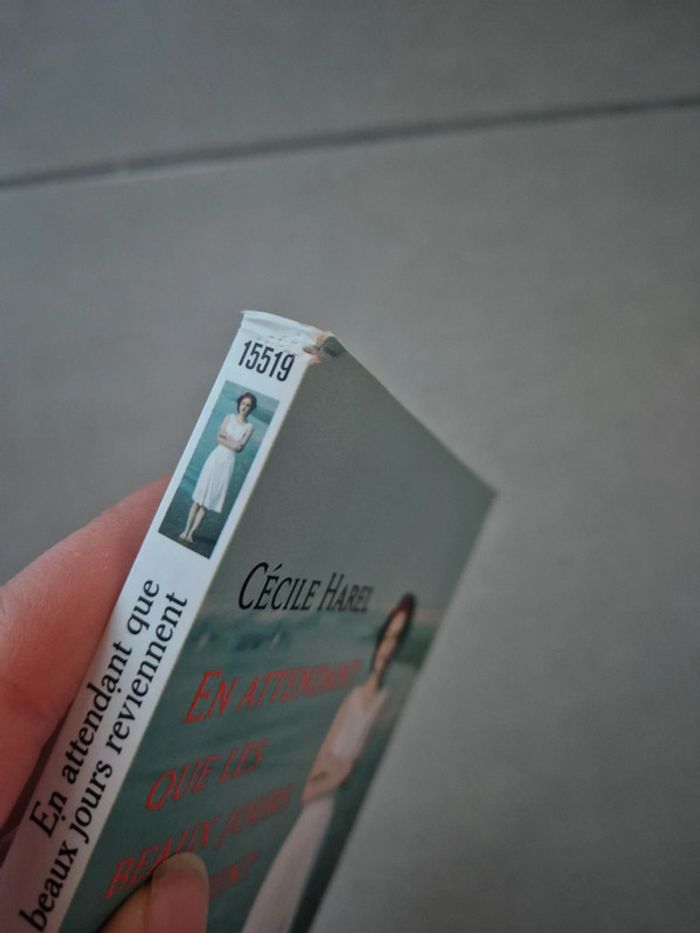 15519
En attendant que
beaux jours reviennent
CÉCILE HAREL
EN ATTENDANT
QUE LES
BEAUX JOURS